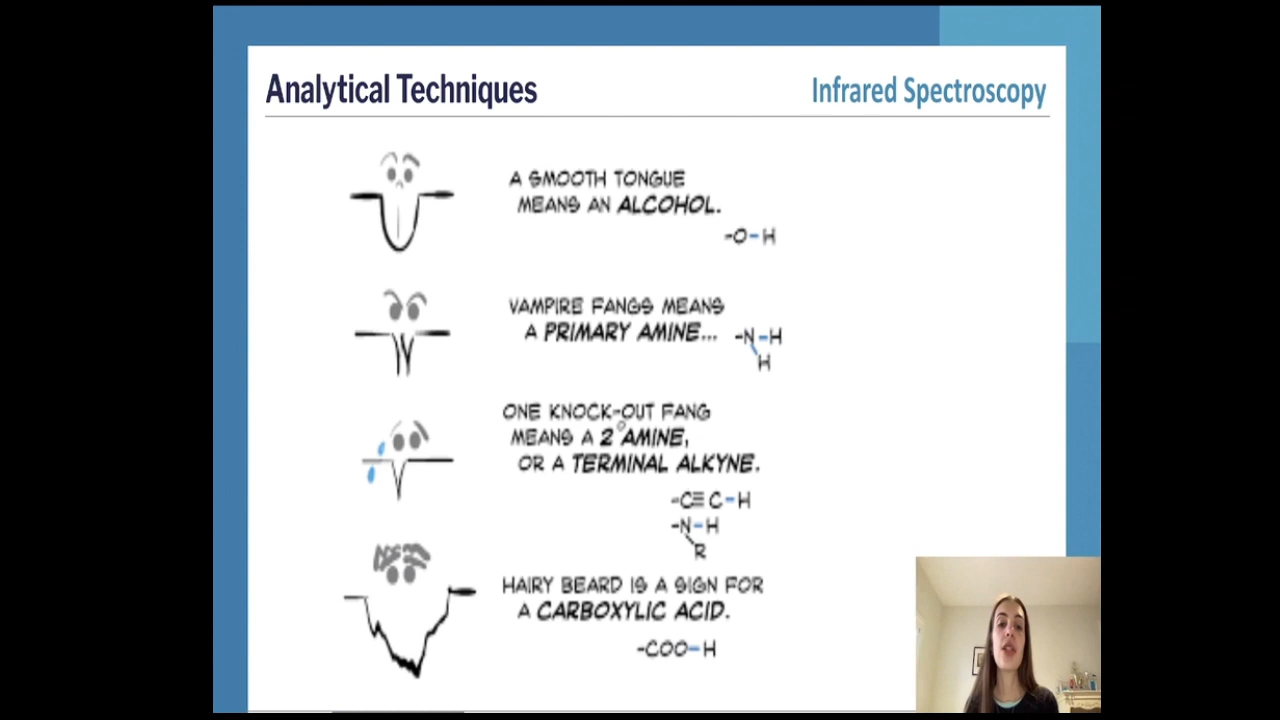 Analytical Techniques
Infrared Spectroscopy
A SMOOTH TONGUE
MEANS AN ALCOHOL.
-O-H
VAMPIRE FANGS MEANS
A PRIMARY AMINE...
-N-H
H
ONE KNOCK-OUT FANG
MEANS A 2° AMINE,
OR A TERMINAL ALKYNE.
-C≡C-H
-N-H
R
HAIRY BEARD IS A SIGN FOR
A CARBOXYLIC ACID.
-COO-H